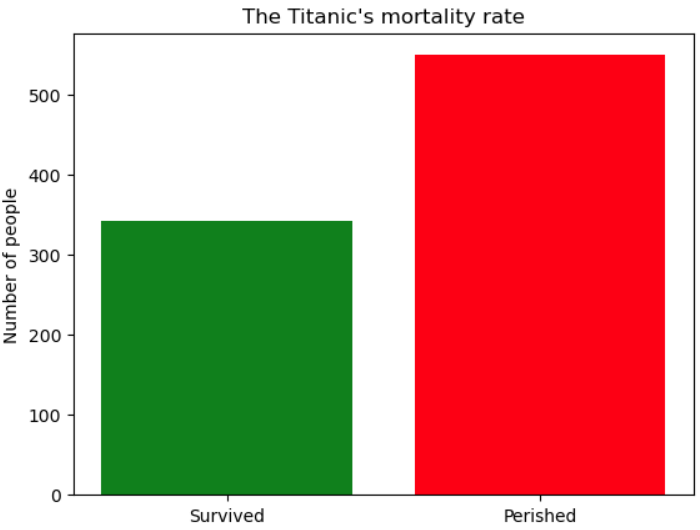 The Titanic's mortality rate
Number of people
500
400
300
200
100
0
Survived
Perished